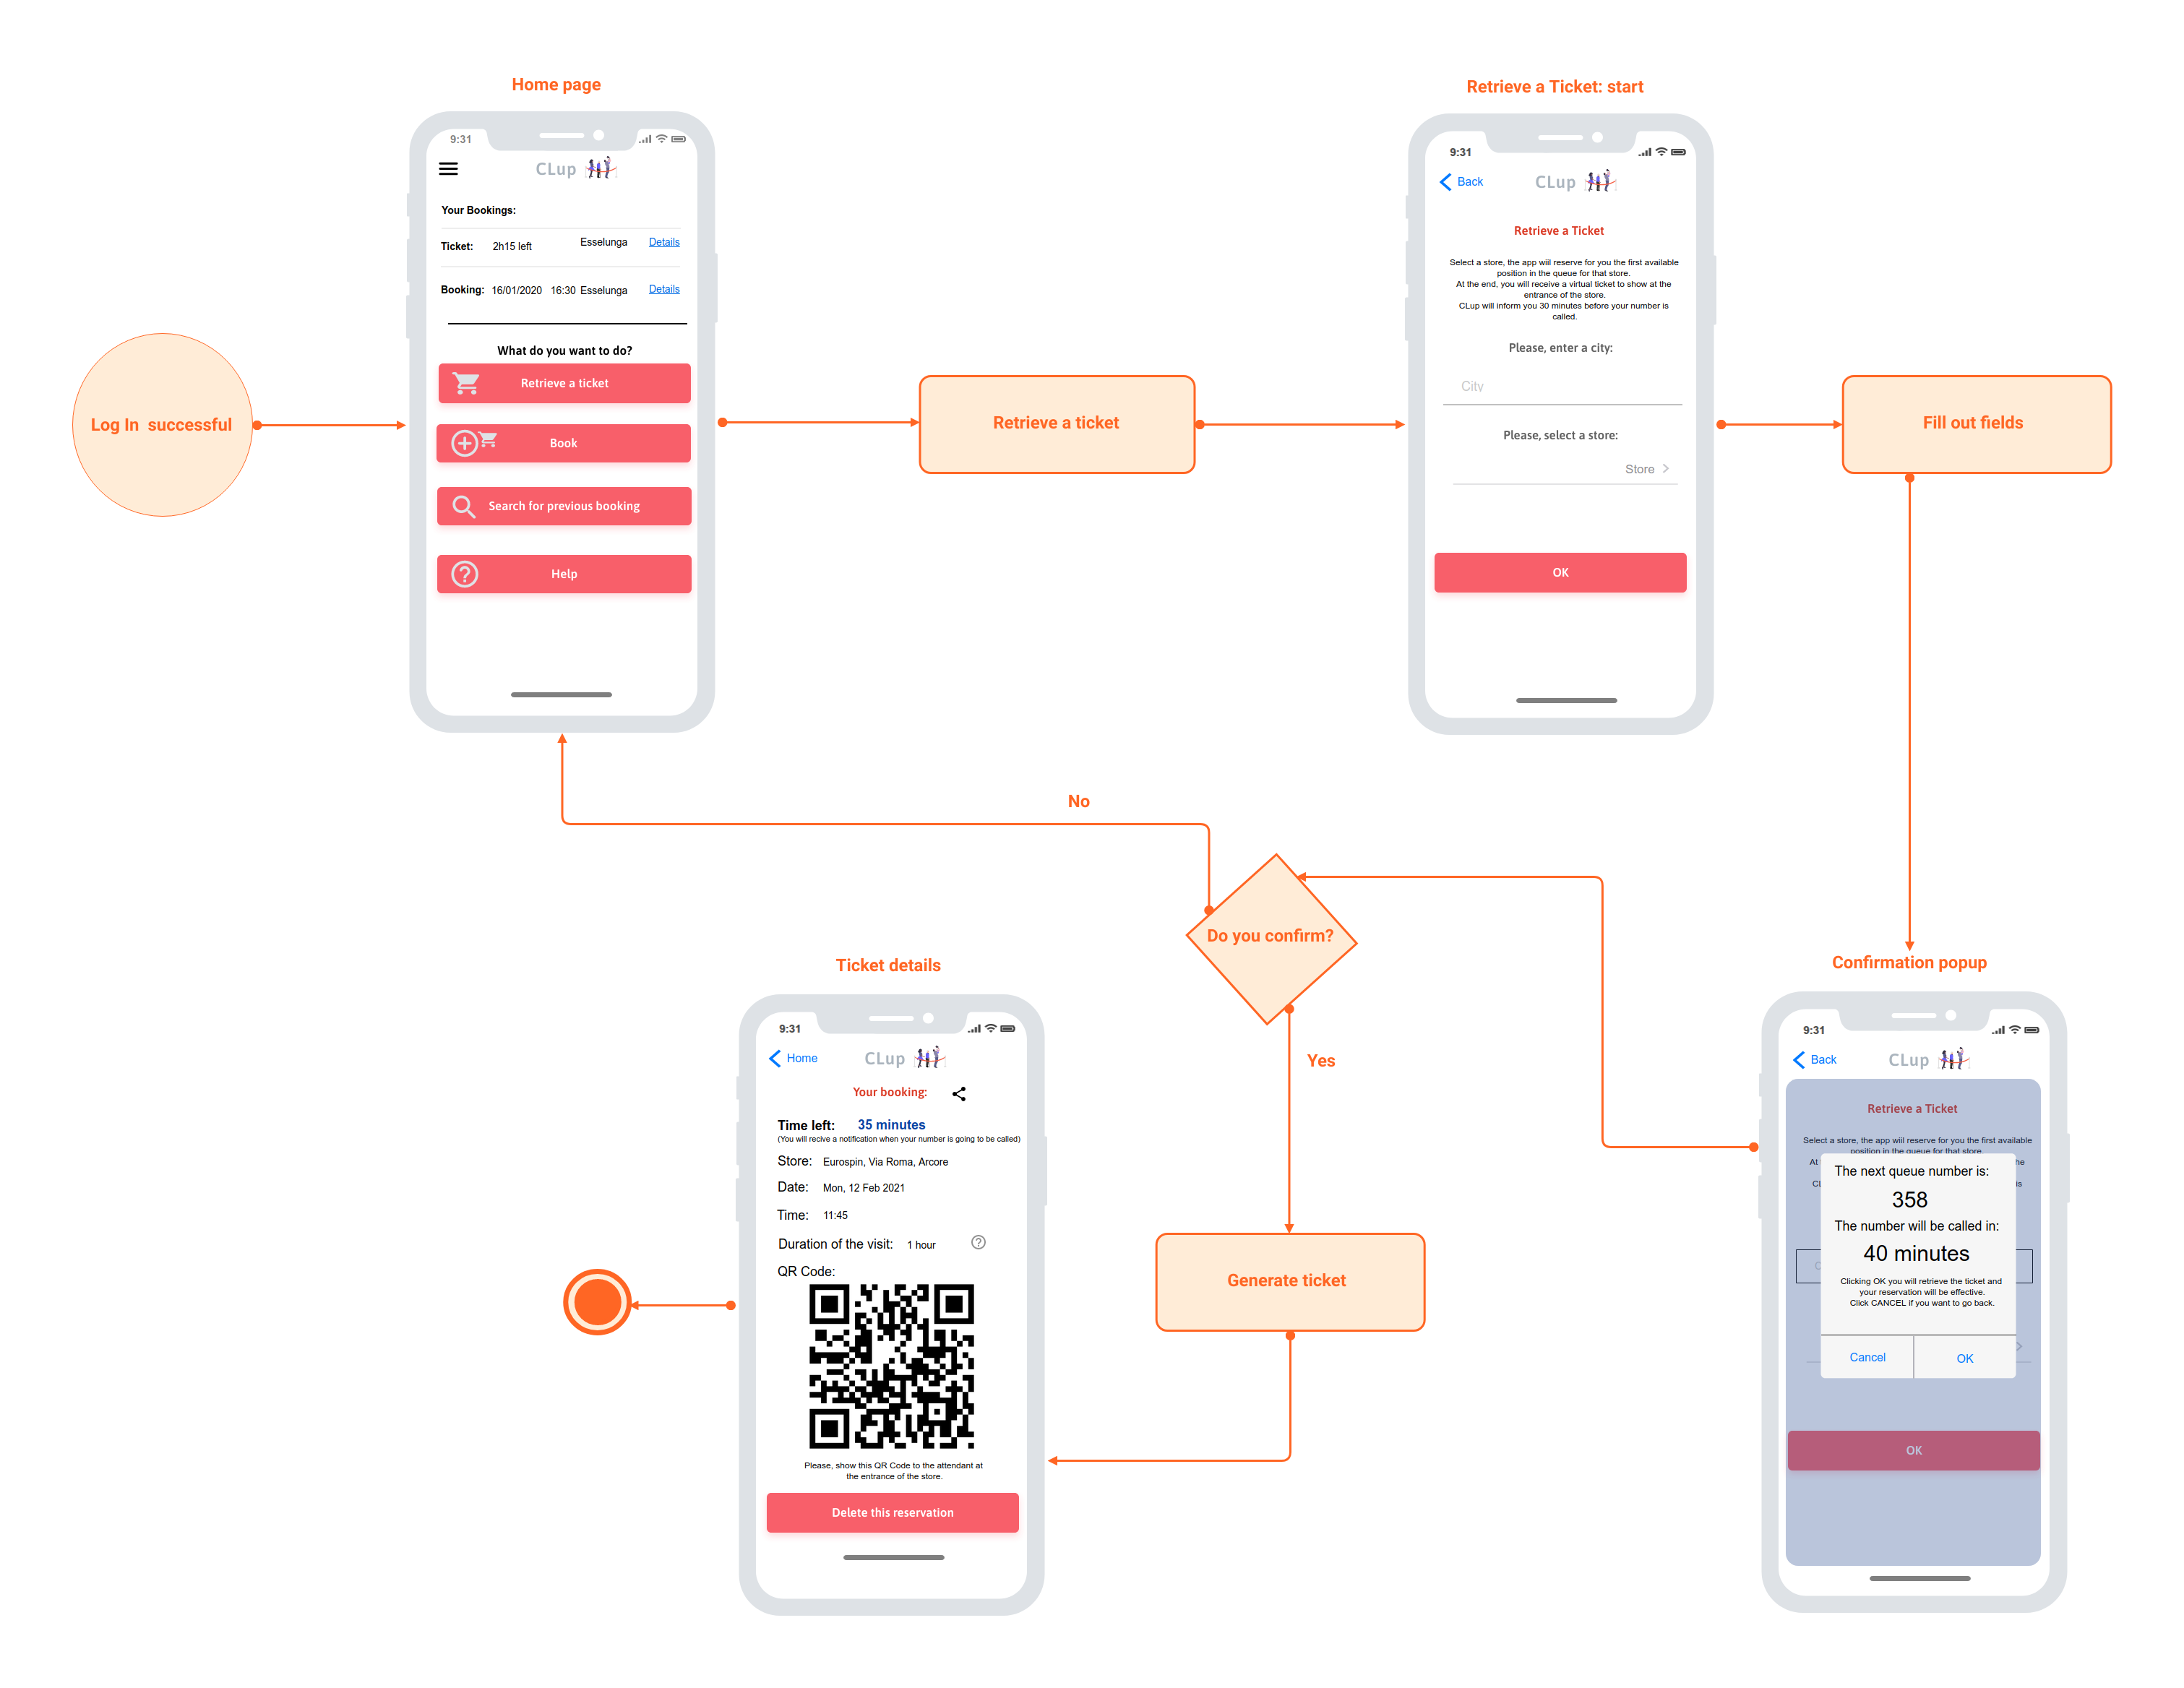 Home page
9:31
CLup
Your Bookings:
Ticket: 2h15 left Esselunga Details
Booking: 16/01/2020 16:30 Esselunga Details
What do you want to do?
Retrieve a ticket
Book
Search for previous booking
Help
Log In successful
Retrieve a ticket
Retrieve a Ticket: start
9:31
Back CLup
Retrieve a Ticket
Select a store, the app will reserve for you the first available
position in the queue for that store.
At the end, you will receive a virtual ticket to show at the
entrance of the store.
CLup will inform you 30 minutes before your number is
called.
Please, enter a city:
City
Please, select a store:
Store
OK
Fill out fields
No
Do you confirm?
Yes
Generate ticket
Ticket details
9:31
Home CLup
Your booking:
Time left: 35 minutes
(You will recive a notification when your number is going to be called)
Store: Eurospin, Via Roma, Arcore
Date: Mon, 12 Feb 2021
Time: 11:45
Duration of the visit: 1 hour
QR Code:
Please, show this QR Code to the attendant at
the entrance of the store.
Delete this reservation
Confirmation popup
9:31
Back CLup
Retrieve a Ticket
Select a store, the app will reserve for you the first available
position in the queue for that store.
At
The next queue number is:
358
The number will be called in:
40 minutes
Clicking OK you will retrieve the ticket and
your reservation will be effective.
Click CANCEL if you want to go back.
Cancel OK
OK